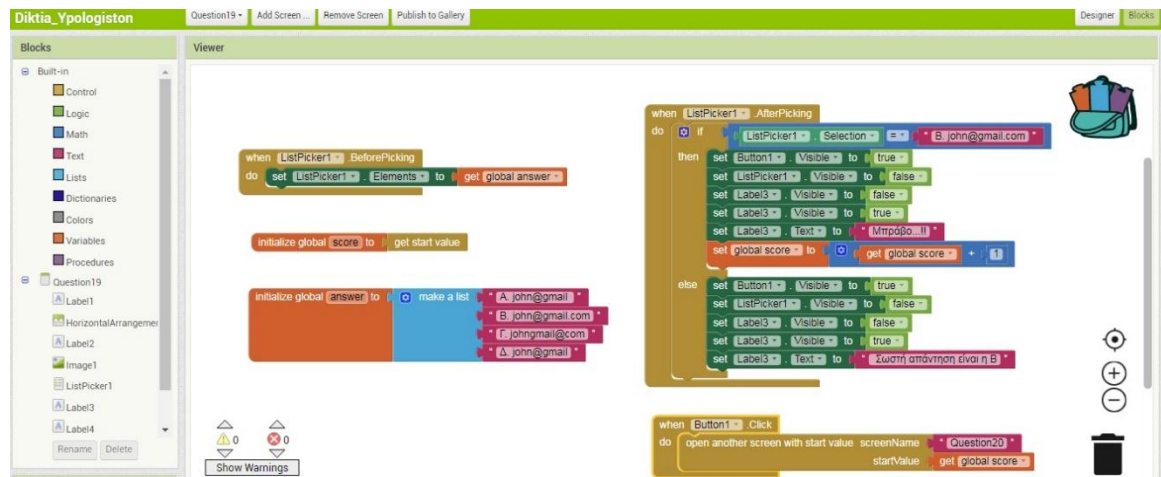 Diktia_Ypologiston
Question19
Add Screen ...
Remove Screen
Publish to Gallery
Designer
Blocks
Blocks
Viewer
Built-in
Control
Logic
Math
Text
Lists
Dictionaries
Colors
Variables
Procedures
Question19
Label1
HorizontalArrangemen
Label2
Image1
ListPicker1
Label3
Label4
Rename
Delete
when ListPicker1 .BeforePicking
do set ListPicker1 . Elements to get global answer
initialize global score to get start value
initialize global answer to make a list " A. john@gmail "
" B. john@gmail.com "
" Γ. johngmail@com "
" Δ. john@gmail "
0 0
Show Warnings
when ListPicker1 .AfterPicking
do if ListPicker1 . Selection = " B. john@gmail.com "
then set Button1 . Visible to true
set ListPicker1 . Visible to false
set Label3 . Visible to false
set Label3 . Visible to true
set Label3 . Text to " Μπράβο...!! "
set global score to get global score + 1
else set Button1 . Visible to true
set ListPicker1 . Visible to false
set Label3 . Visible to false
set Label3 . Visible to true
set Label3 . Text to " Σωστή απάντηση είναι η Β "
when Button1 .Click
do open another screen with start value screenName " Question20 "
startValue get global score